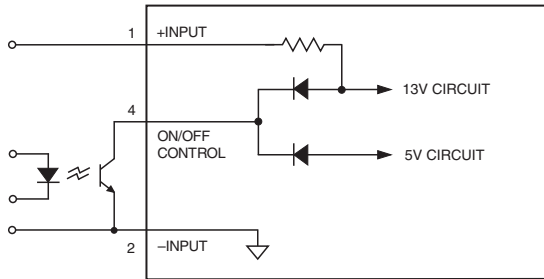 1 +INPUT
13V CIRCUIT
4
ON/OFF
CONTROL
5V CIRCUIT
2 –INPUT